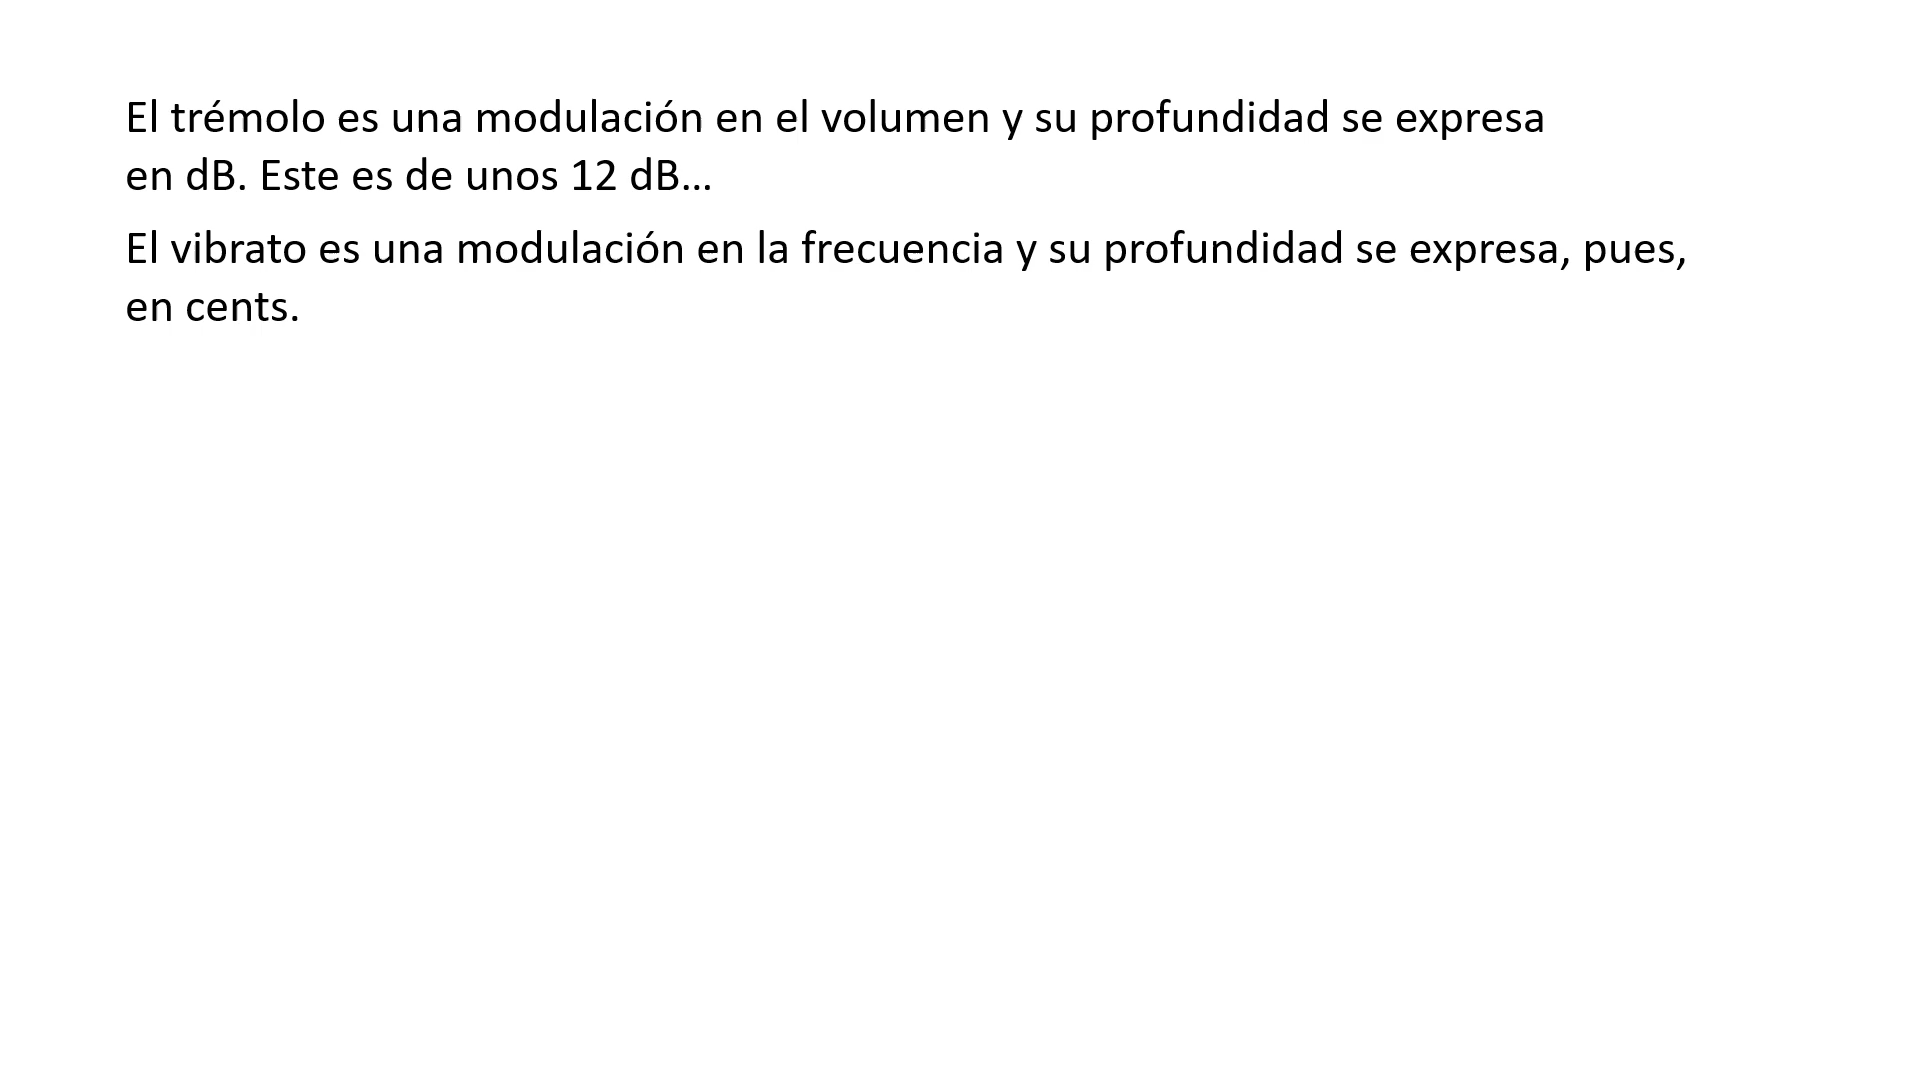 El trémolo es una modulación en el volumen y su profundidad se expresa
en dB. Este es de unos 12 dB…
El vibrato es una modulación en la frecuencia y su profundidad se expresa, pues,
en cents.